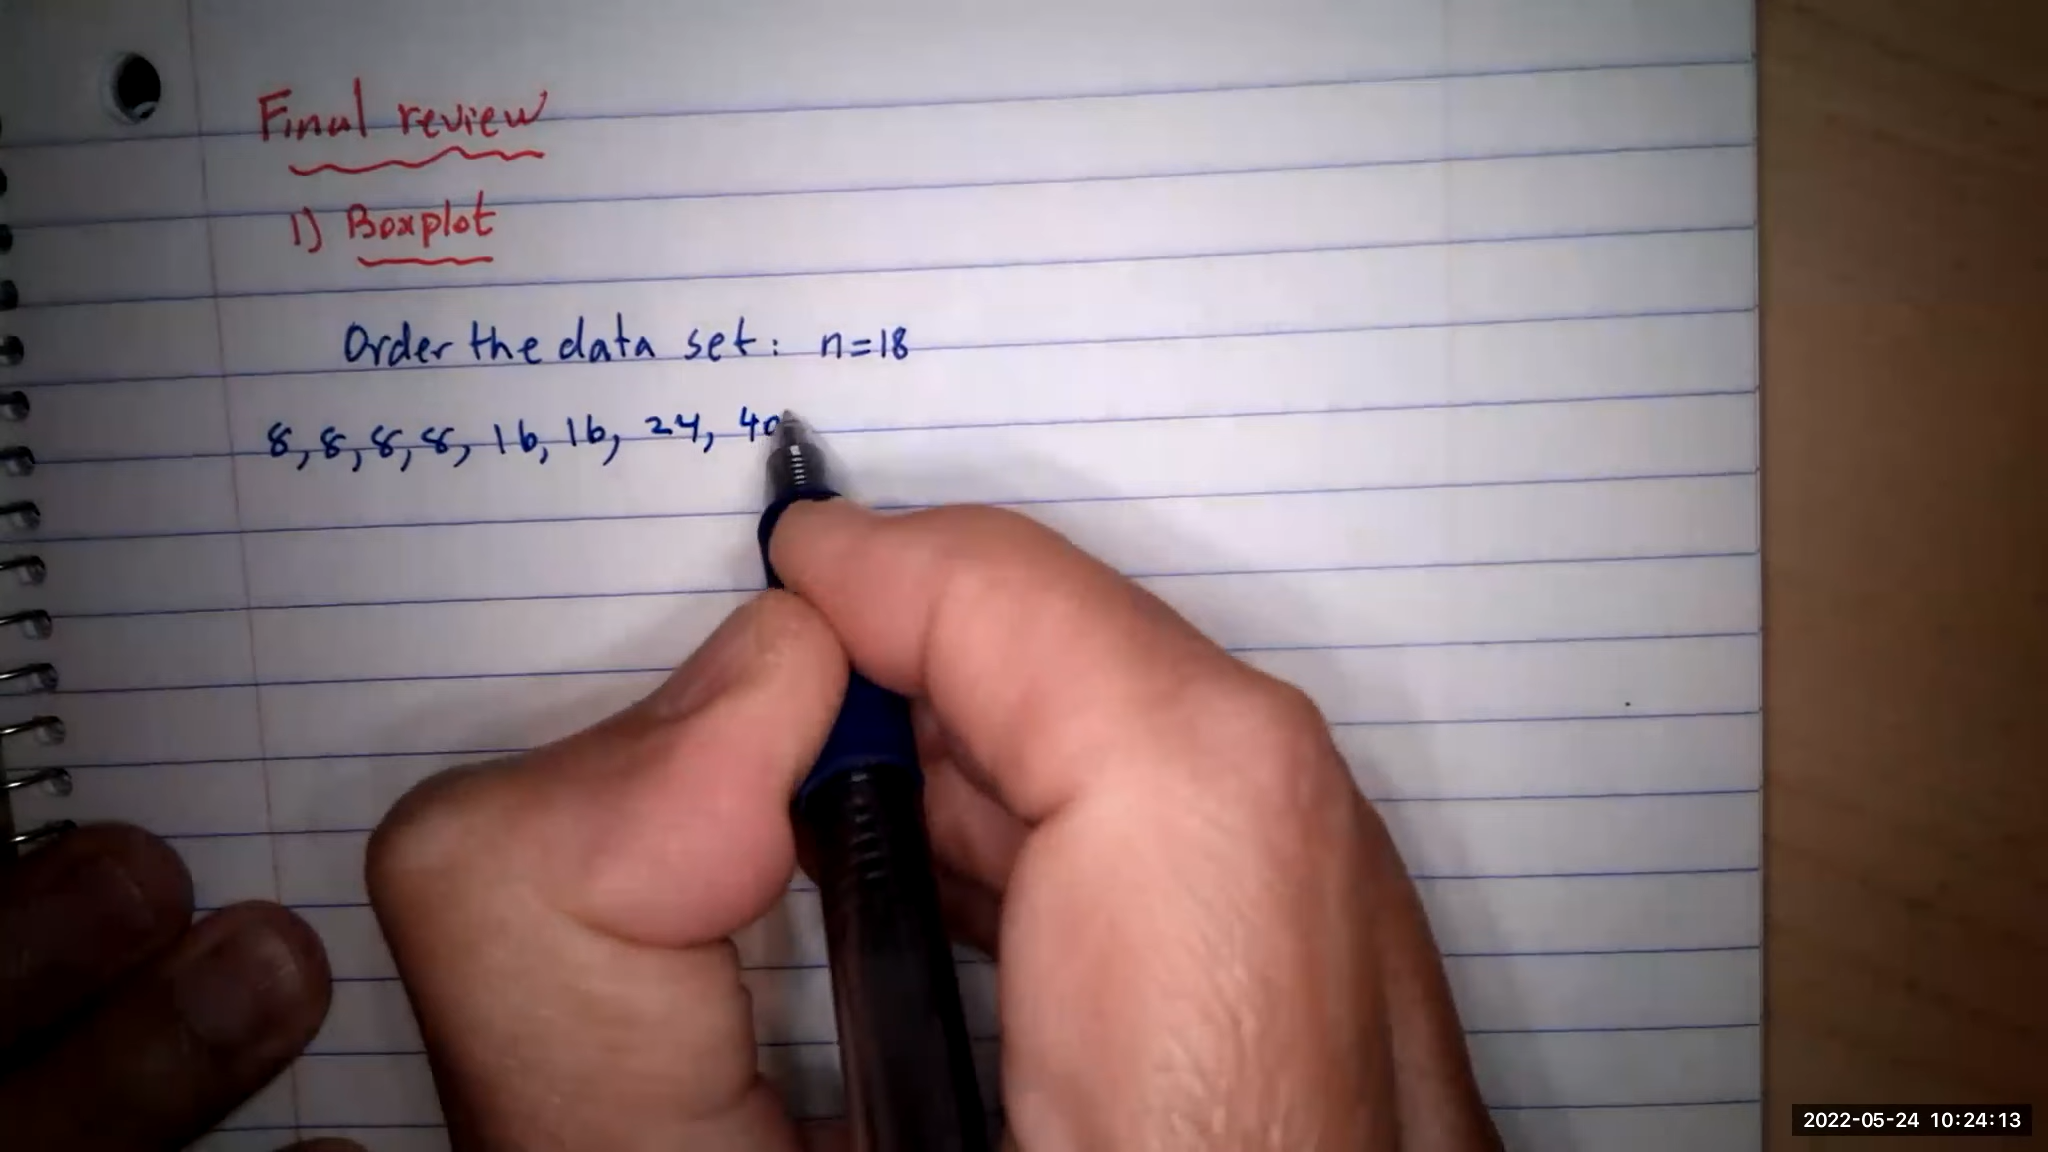 Final review
1) Boxplot
Order the data set: n=18
8, 8, 8, 8, 16, 16, 24, 40
2022-05-24 10:24:13